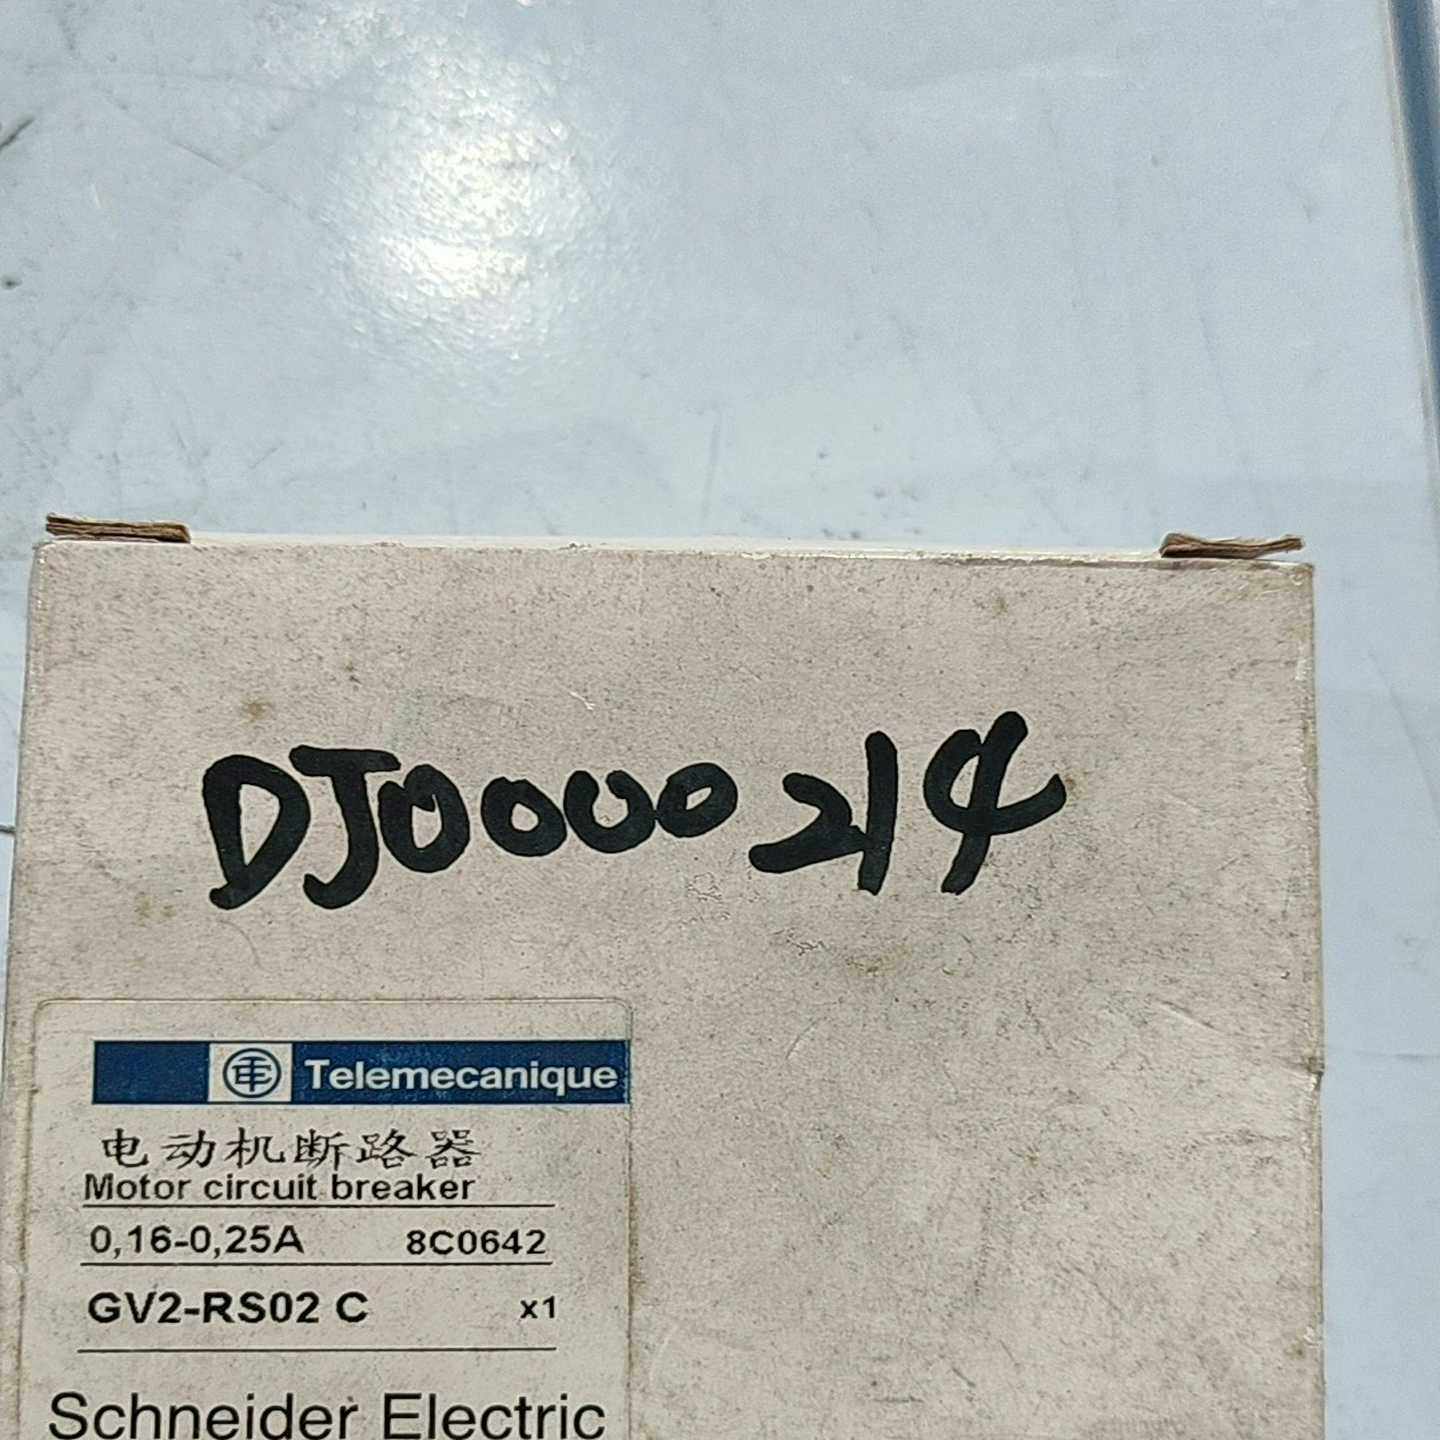 DJ0000214
Telemecanique
电动机断路器
Motor circuit breaker
0,16-0,25A 8C0642
GV2-RS02 C x1
Schneider Electric